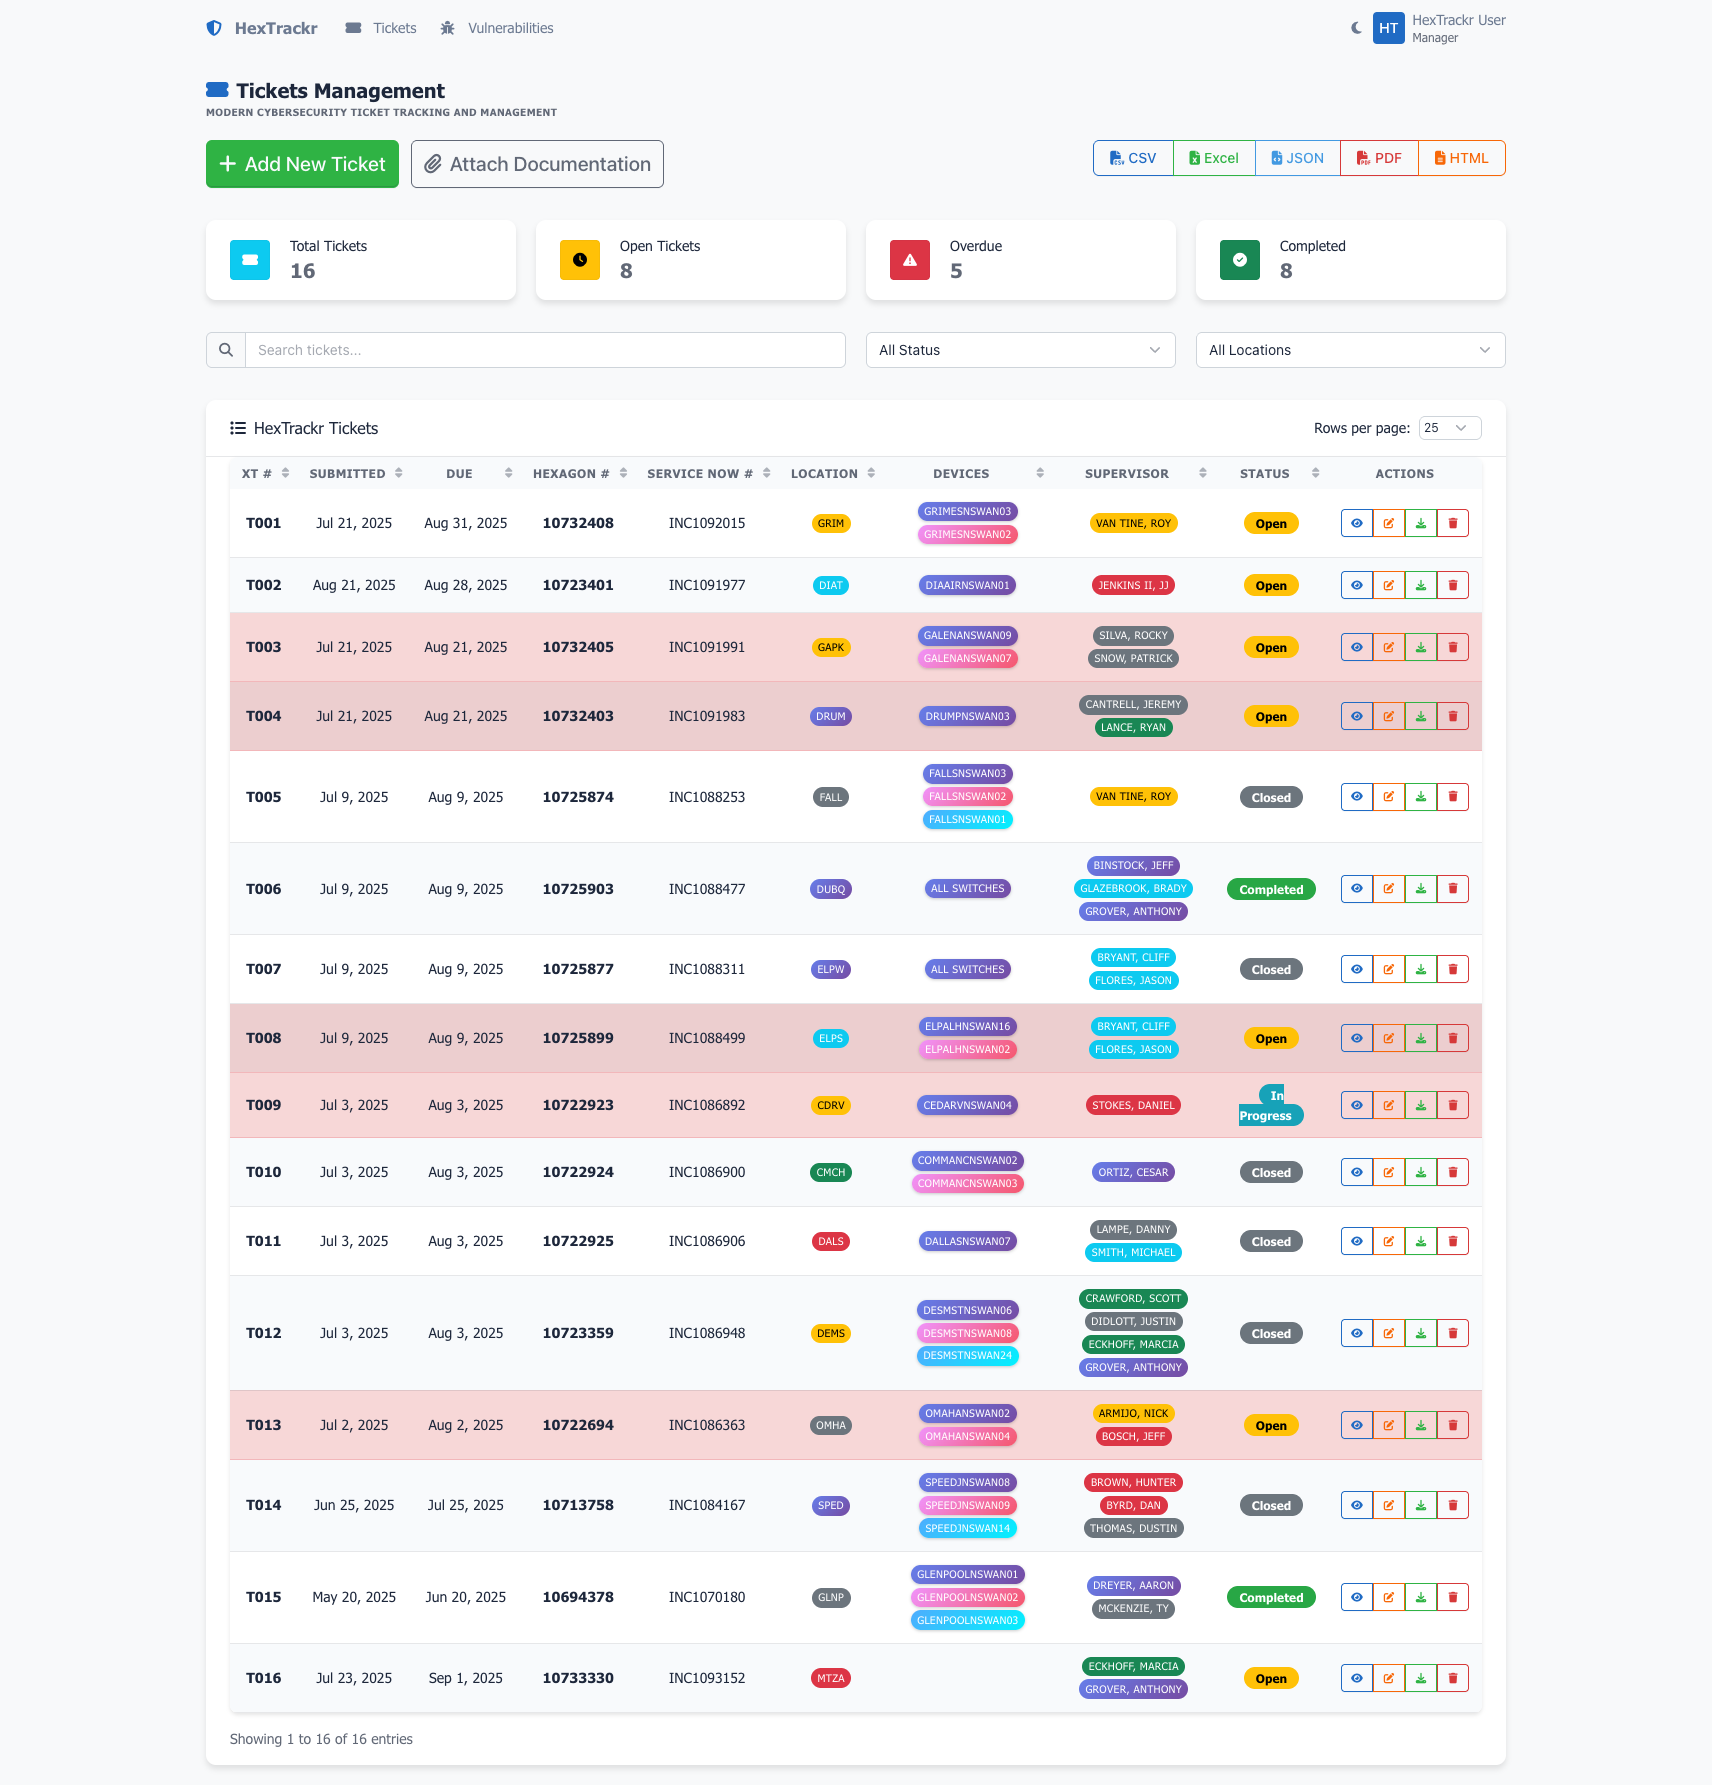 HexTrackr
Tickets
Vulnerabilities
HT
HexTrackr User
Manager
Tickets Management
MODERN CYBERSECURITY TICKET TRACKING AND MANAGEMENT
Add New Ticket
Attach Documentation
CSV
Excel
JSON
PDF
HTML
Total Tickets
16
Open Tickets
8
Overdue
5
Completed
8
Search tickets...
All Status
All Locations
HexTrackr Tickets
Rows per page: 25
XT # SUBMITTED DUE HEXAGON # SERVICE NOW # LOCATION DEVICES SUPERVISOR STATUS ACTIONS
T001 Jul 21, 2025 Aug 31, 2025 10732408 INC1092015 GRIM GRIMESNSWAN03 GRIMESNSWAN02 VAN TINE, ROY Open
T002 Aug 21, 2025 Aug 28, 2025 10723401 INC1091977 DIAT DIAAIRNSWAN01 JENKINS II, JJ Open
T003 Jul 21, 2025 Aug 21, 2025 10732405 INC1091991 GAPK GALENANSWAN09 GALENANSWAN07 SILVA, ROCKY SNOW, PATRICK Open
T004 Jul 21, 2025 Aug 21, 2025 10732403 INC1091983 DRUM DRUMPNSWAN03 CANTRELL, JEREMY LANCE, RYAN Open
T005 Jul 9, 2025 Aug 9, 2025 10725874 INC1088253 FALL FALLSNSWAN03 FALLSNSWAN02 FALLSNSWAN01 VAN TINE, ROY Closed
T006 Jul 9, 2025 Aug 9, 2025 10725903 INC1088477 DUBQ ALL SWITCHES BINSTOCK, JEFF GLAZEBROOK, BRADY GROVER, ANTHONY Completed
T007 Jul 9, 2025 Aug 9, 2025 10725877 INC1088311 ELPW ALL SWITCHES BRYANT, CLIFF FLORES, JASON Closed
T008 Jul 9, 2025 Aug 9, 2025 10725899 INC1088499 ELPS ELPALHNSWAN16 ELPALHNSWAN02 BRYANT, CLIFF FLORES, JASON Open
T009 Jul 3, 2025 Aug 3, 2025 10722923 INC1086892 CDRV CEDARVNSWAN04 STOKES, DANIEL In Progress
T010 Jul 3, 2025 Aug 3, 2025 10722924 INC1086900 CMCH COMMANCNSWAN02 COMMANCNSWAN03 ORTIZ, CESAR Closed
T011 Jul 3, 2025 Aug 3, 2025 10722925 INC1086906 DALS DALLASNSWAN07 LAMPE, DANNY SMITH, MICHAEL Closed
T012 Jul 3, 2025 Aug 3, 2025 10723359 INC1086948 DEMS DESMSTNSWAN06 DESMSTNSWAN08 DESMSTNSWAN24 CRAWFORD, SCOTT DIDLOTT, JUSTIN ECKHOFF, MARCIA GROVER, ANTHONY Closed
T013 Jul 2, 2025 Aug 2, 2025 10722694 INC1086363 OMHA OMAHANSWAN02 OMAHANSWAN04 ARMIJO, NICK BOSCH, JEFF Open
T014 Jun 25, 2025 Jul 25, 2025 10713758 INC1084167 SPED SPEEDJNSWAN08 SPEEDJNSWAN09 SPEEDJNSWAN14 BROWN, HUNTER BYRD, DAN THOMAS, DUSTIN Closed
T015 May 20, 2025 Jun 20, 2025 10694378 INC1070180 GLNP GLENPOOLNSWAN01 GLENPOOLNSWAN02 GLENPOOLNSWAN03 DREYER, AARON MCKENZIE, TY Completed
T016 Jul 23, 2025 Sep 1, 2025 10733330 INC1093152 MTZA ECKHOFF, MARCIA GROVER, ANTHONY Open
Showing 1 to 16 of 16 entries